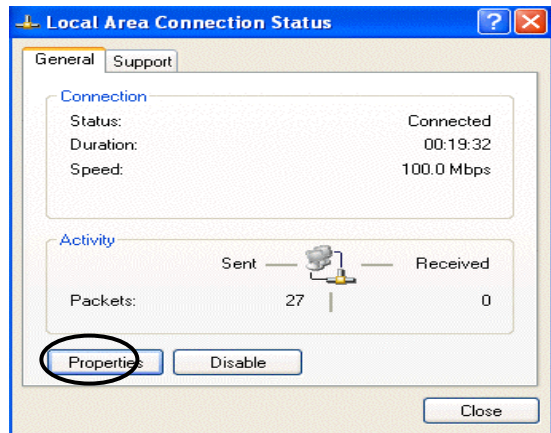 Local Area Connection Status
General Support
Connection
Status: Connected
Duration: 00:19:32
Speed: 100.0 Mbps
Activity
Sent Received
Packets: 27 0
Properties Disable
Close